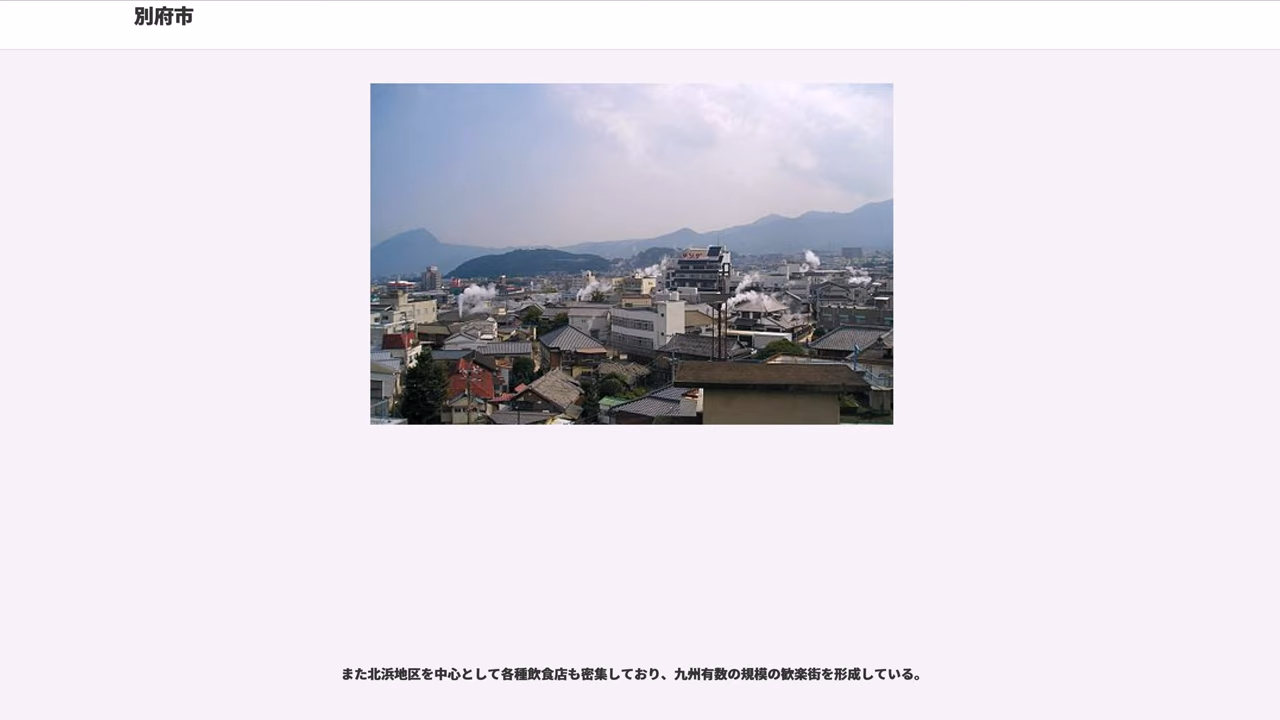 別府市
また北浜地区を中心として各種飲食店も密集しており、九州有数の規模の歓楽街を形成している。